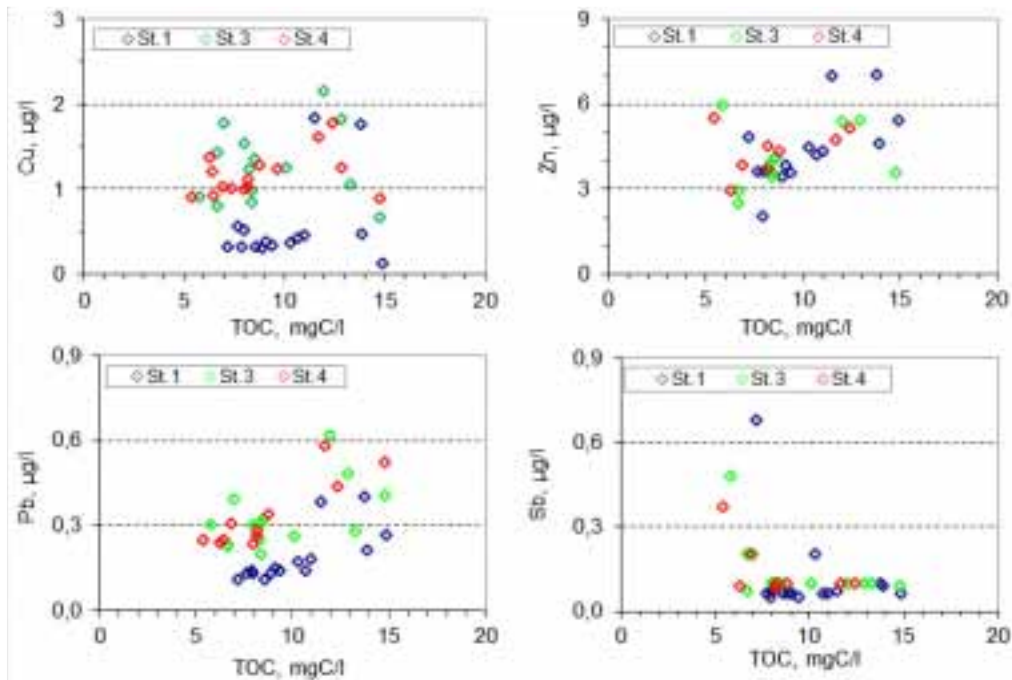 3
St.1 St.3 St.4
2
Cu, µg/l
1
0
0 5 10 15 20
TOC, mgC/l
9
St.1 St.3 St.4
6
Zn, µg/l
3
0
0 5 10 15 20
TOC, mgC/l
0,9
St.1 St.3 St.4
0,6
Pb, µg/l
0,3
0,0
0 5 10 15 20
TOC, mgC/l
0,9
St.1 St.3 St.4
0,6
Sb, µg/l
0,3
0,0
0 5 10 15 20
TOC, mgC/l